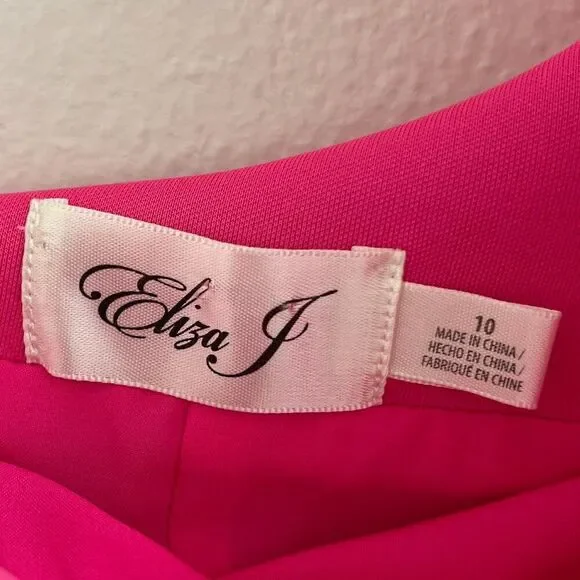 Eliza J
10
MADE IN CHINA/
HECHO EN CHINA/
FABRIQUÉ EN CHINE